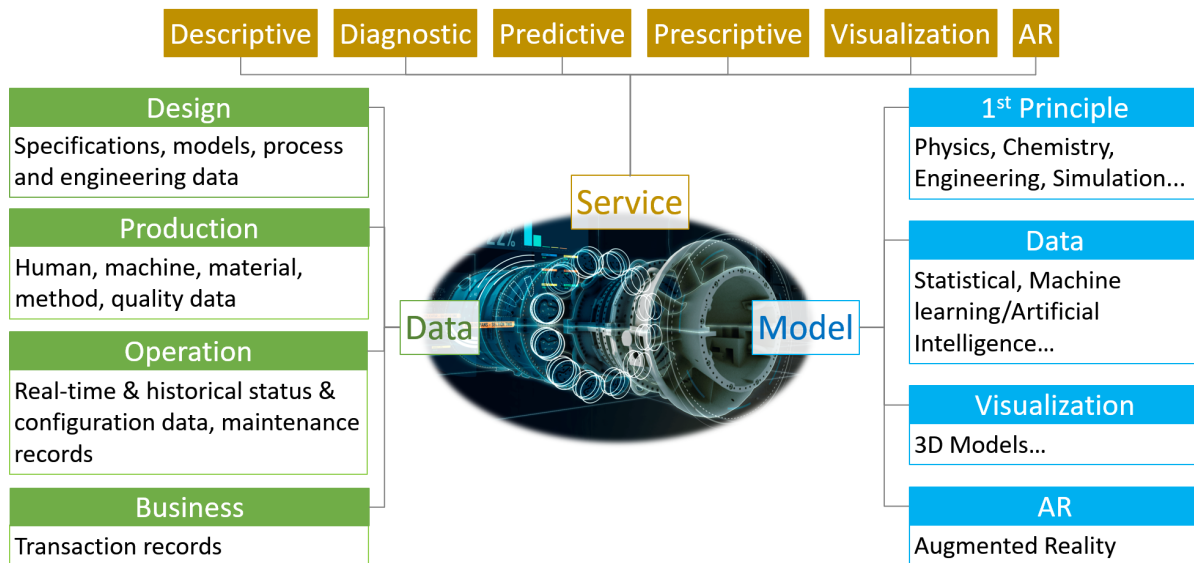 Descriptive
Diagnostic
Predictive
Prescriptive
Visualization
AR
Design
Specifications, models, process
and engineering data
Production
Human, machine, material,
method, quality data
Operation
Real-time & historical status &
configuration data, maintenance
records
Business
Transaction records
Service
Data
Model
1st Principle
Physics, Chemistry,
Engineering, Simulation...
Data
Statistical, Machine
learning/Artificial
Intelligence…
Visualization
3D Models…
AR
Augmented Reality